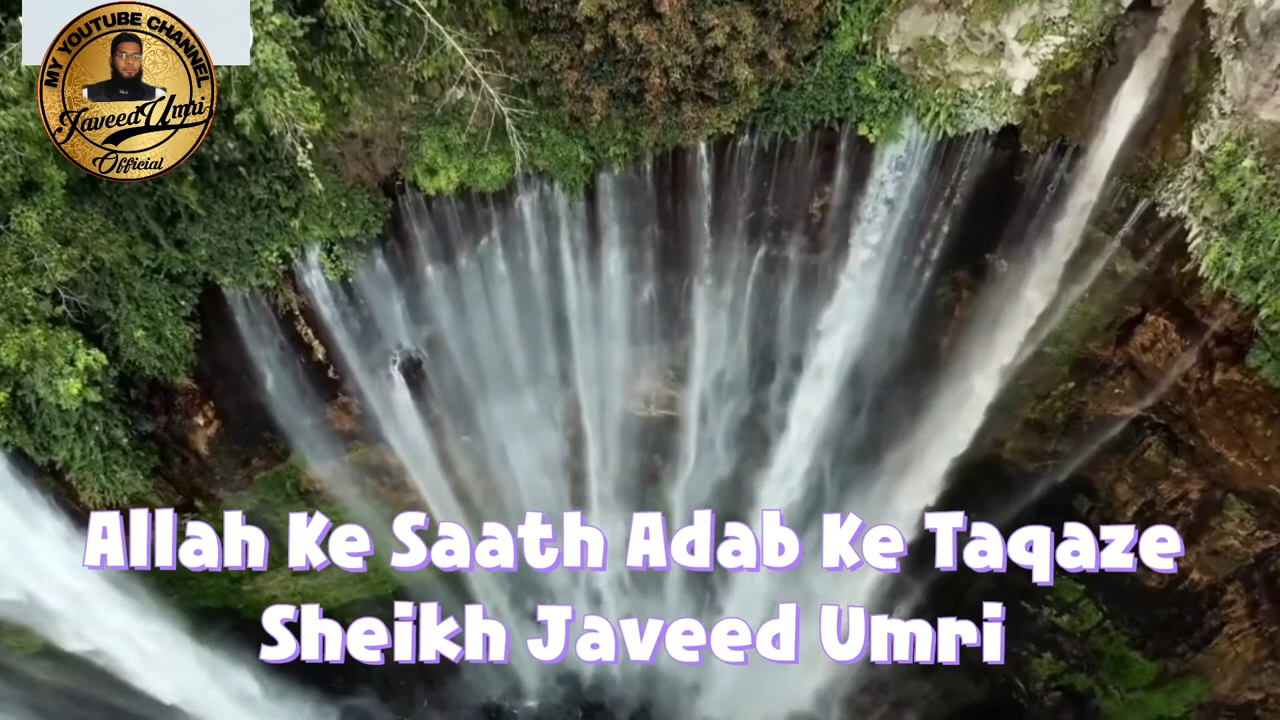 MY YOUTUBE CHANNEL
Javeed Umri
Official
Allah Ke Saath Adab Ke Taqaze
Sheikh Javeed Umri